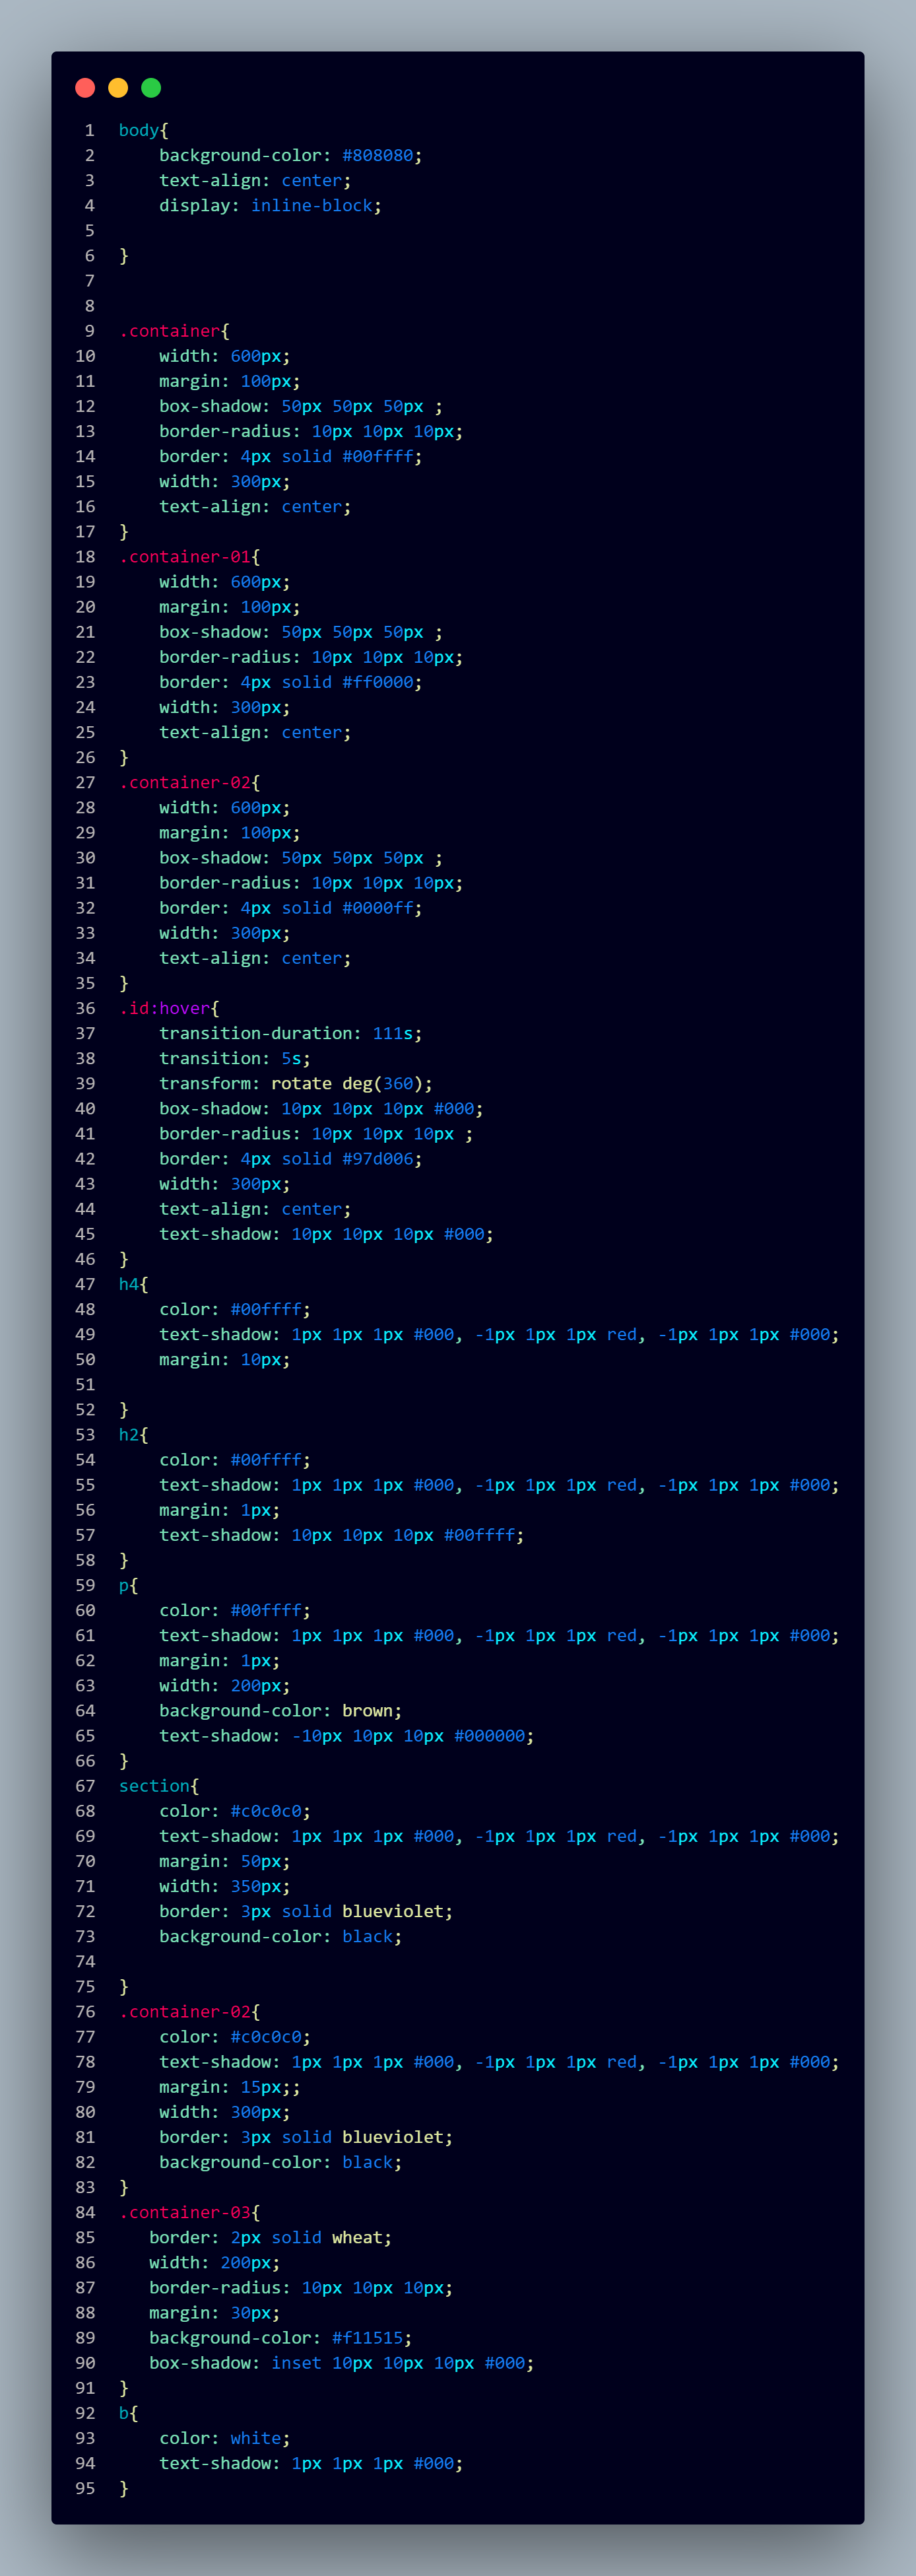 1 body{
2     background-color: #808080;
3     text-align: center;
4     display: inline-block;
5
6 }
7
8
9 .container{
10     width: 600px;
11     margin: 100px;
12     box-shadow: 50px 50px 50px ;
13     border-radius: 10px 10px 10px;
14     border: 4px solid #00ffff;
15     width: 300px;
16     text-align: center;
17 }
18 .container-01{
19     width: 600px;
20     margin: 100px;
21     box-shadow: 50px 50px 50px ;
22     border-radius: 10px 10px 10px;
23     border: 4px solid #ff0000;
24     width: 300px;
25     text-align: center;
26 }
27 .container-02{
28     width: 600px;
29     margin: 100px;
30     box-shadow: 50px 50px 50px ;
31     border-radius: 10px 10px 10px;
32     border: 4px solid #0000ff;
33     width: 300px;
34     text-align: center;
35 }
36 .id:hover{
37     transition-duration: 111s;
38     transition: 5s;
39     transform: rotate deg(360);
40     box-shadow: 10px 10px 10px #000;
41     border-radius: 10px 10px 10px ;
42     border: 4px solid #97d006;
43     width: 300px;
44     text-align: center;
45     text-shadow: 10px 10px 10px #000;
46 }
47 h4{
48     color: #00ffff;
49     text-shadow: 1px 1px 1px #000, -1px 1px 1px red, -1px 1px 1px #000;
50     margin: 10px;
51
52 }
53 h2{
54     color: #00ffff;
55     text-shadow: 1px 1px 1px #000, -1px 1px 1px red, -1px 1px 1px #000;
56     margin: 1px;
57     text-shadow: 10px 10px 10px #00ffff;
58 }
59 p{
60     color: #00ffff;
61     text-shadow: 1px 1px 1px #000, -1px 1px 1px red, -1px 1px 1px #000;
62     margin: 1px;
63     width: 200px;
64     background-color: brown;
65     text-shadow: -10px 10px 10px #000000;
66 }
67 section{
68     color: #c0c0c0;
69     text-shadow: 1px 1px 1px #000, -1px 1px 1px red, -1px 1px 1px #000;
70     margin: 50px;
71     width: 350px;
72     border: 3px solid blueviolet;
73     background-color: black;
74
75 }
76 .container-02{
77     color: #c0c0c0;
78     text-shadow: 1px 1px 1px #000, -1px 1px 1px red, -1px 1px 1px #000;
79     margin: 15px;;
80     width: 300px;
81     border: 3px solid blueviolet;
82     background-color: black;
83 }
84 .container-03{
85    border: 2px solid wheat;
86    width: 200px;
87    border-radius: 10px 10px 10px;
88    margin: 30px;
89    background-color: #f11515;
90    box-shadow: inset 10px 10px 10px #000;
91 }
92 b{
93     color: white;
94     text-shadow: 1px 1px 1px #000;
95 }